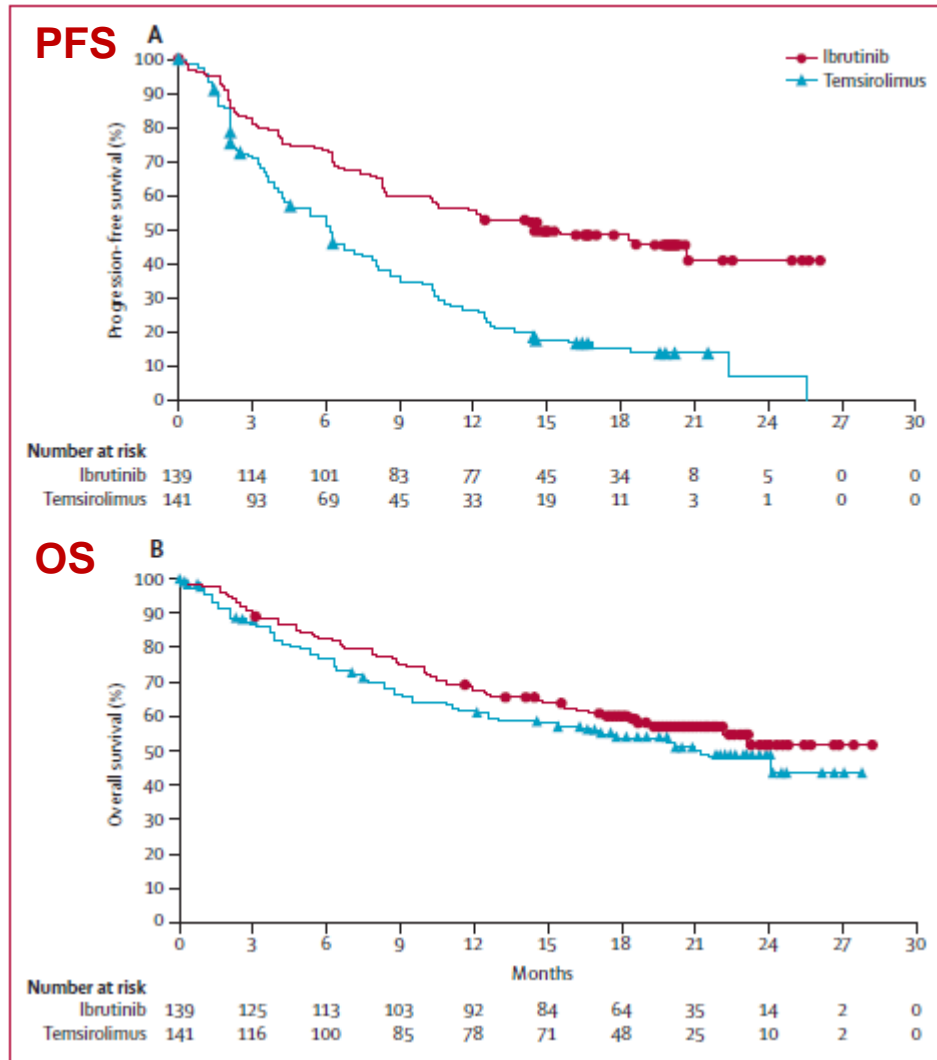 PFS
A
Ibrutinib
Temsirolimus
Progression-free survival (%)
100
90
80
70
60
50
40
30
20
10
0
0 3 6 9 12 15 18 21 24 27 30
Number at risk
Ibrutinib 139 114 101 83 77 45 34 8 5 0 0
Temsirolimus 141 93 69 45 33 19 11 3 1 0 0
OS
B
Overall survival (%)
100
90
80
70
60
50
40
30
20
10
0
0 3 6 9 12 15 18 21 24 27 30
Months
Number at risk
Ibrutinib 139 125 113 103 92 84 64 35 14 2 0
Temsirolimus 141 116 100 85 78 71 48 25 10 2 0